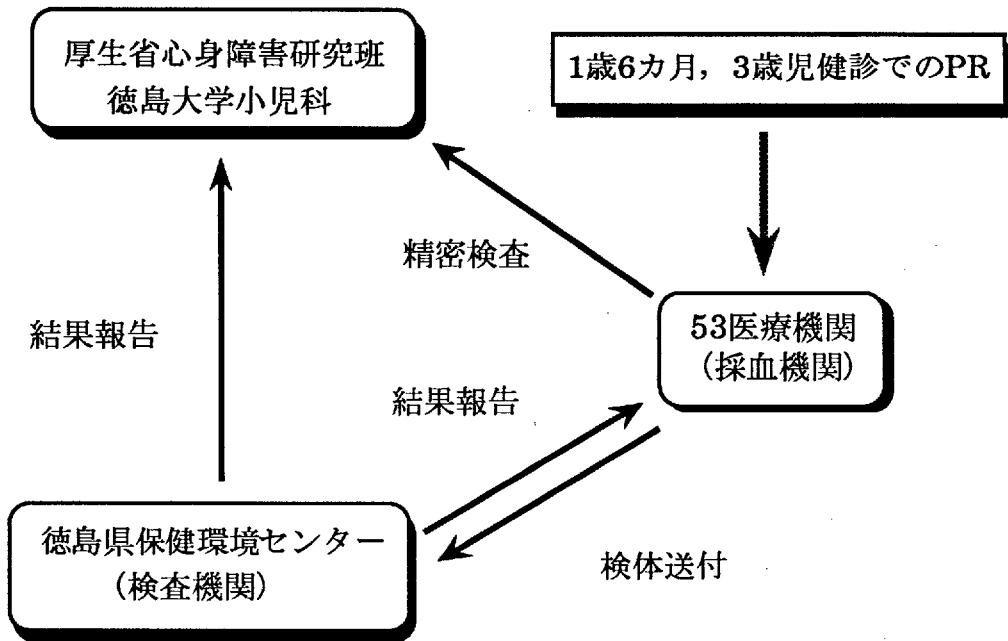 厚生省心身障害研究班
徳島大学小児科
1歳6カ月，3歳児健診でのPR
精密検査
結果報告
53医療機関
（採血機関）
結果報告
徳島県保健環境センター
（検査機関）
検体送付